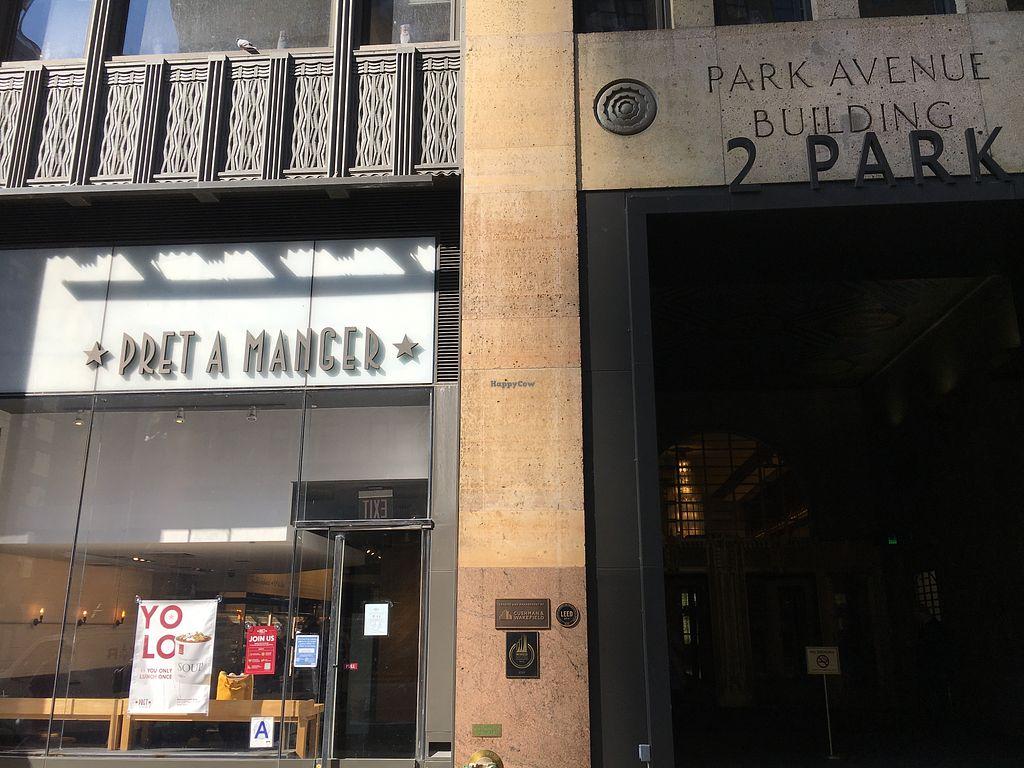 PARK AVENUE
BUILDING
2 PARK
★ PRET A MANGER ★
HappyCow
EXIT
YO
LO!
YOU ONLY
LUNCH ONCE
SOUP
PRET
JOIN US
A
CUSHMAN &
WAKEFIELD
LEED